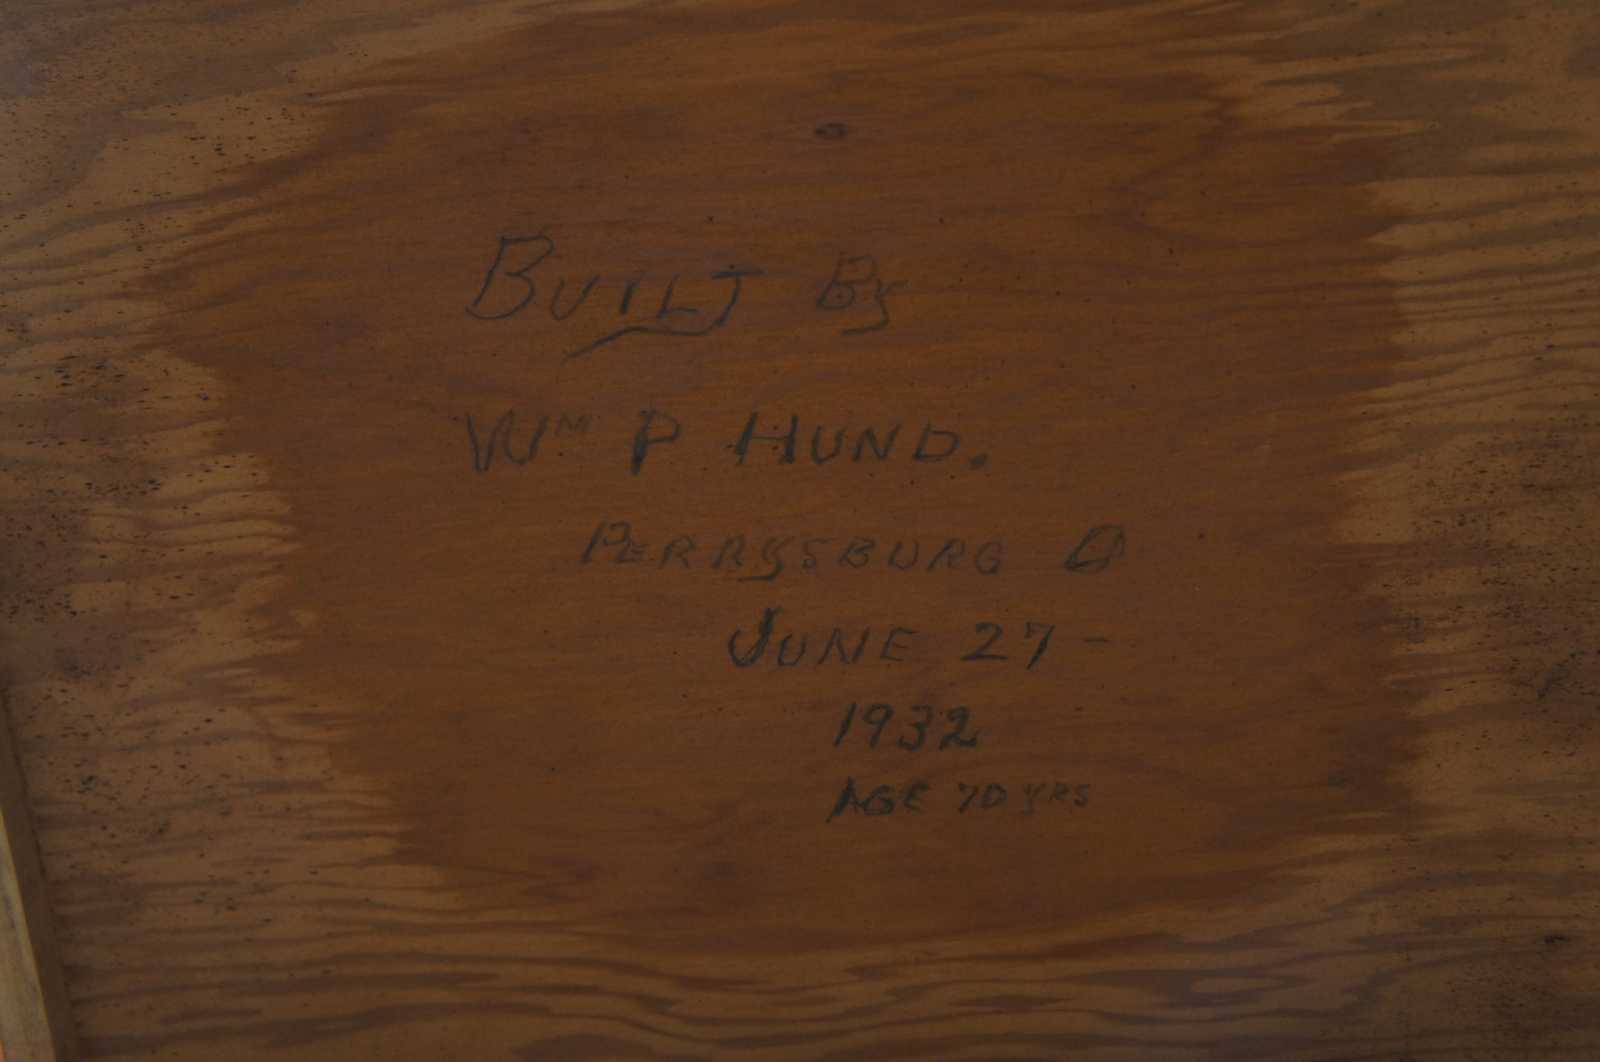 BUILT By
Wm P HUND.
PERRYSBURG O
JUNE 27 -
1932
AGE 70 yRS